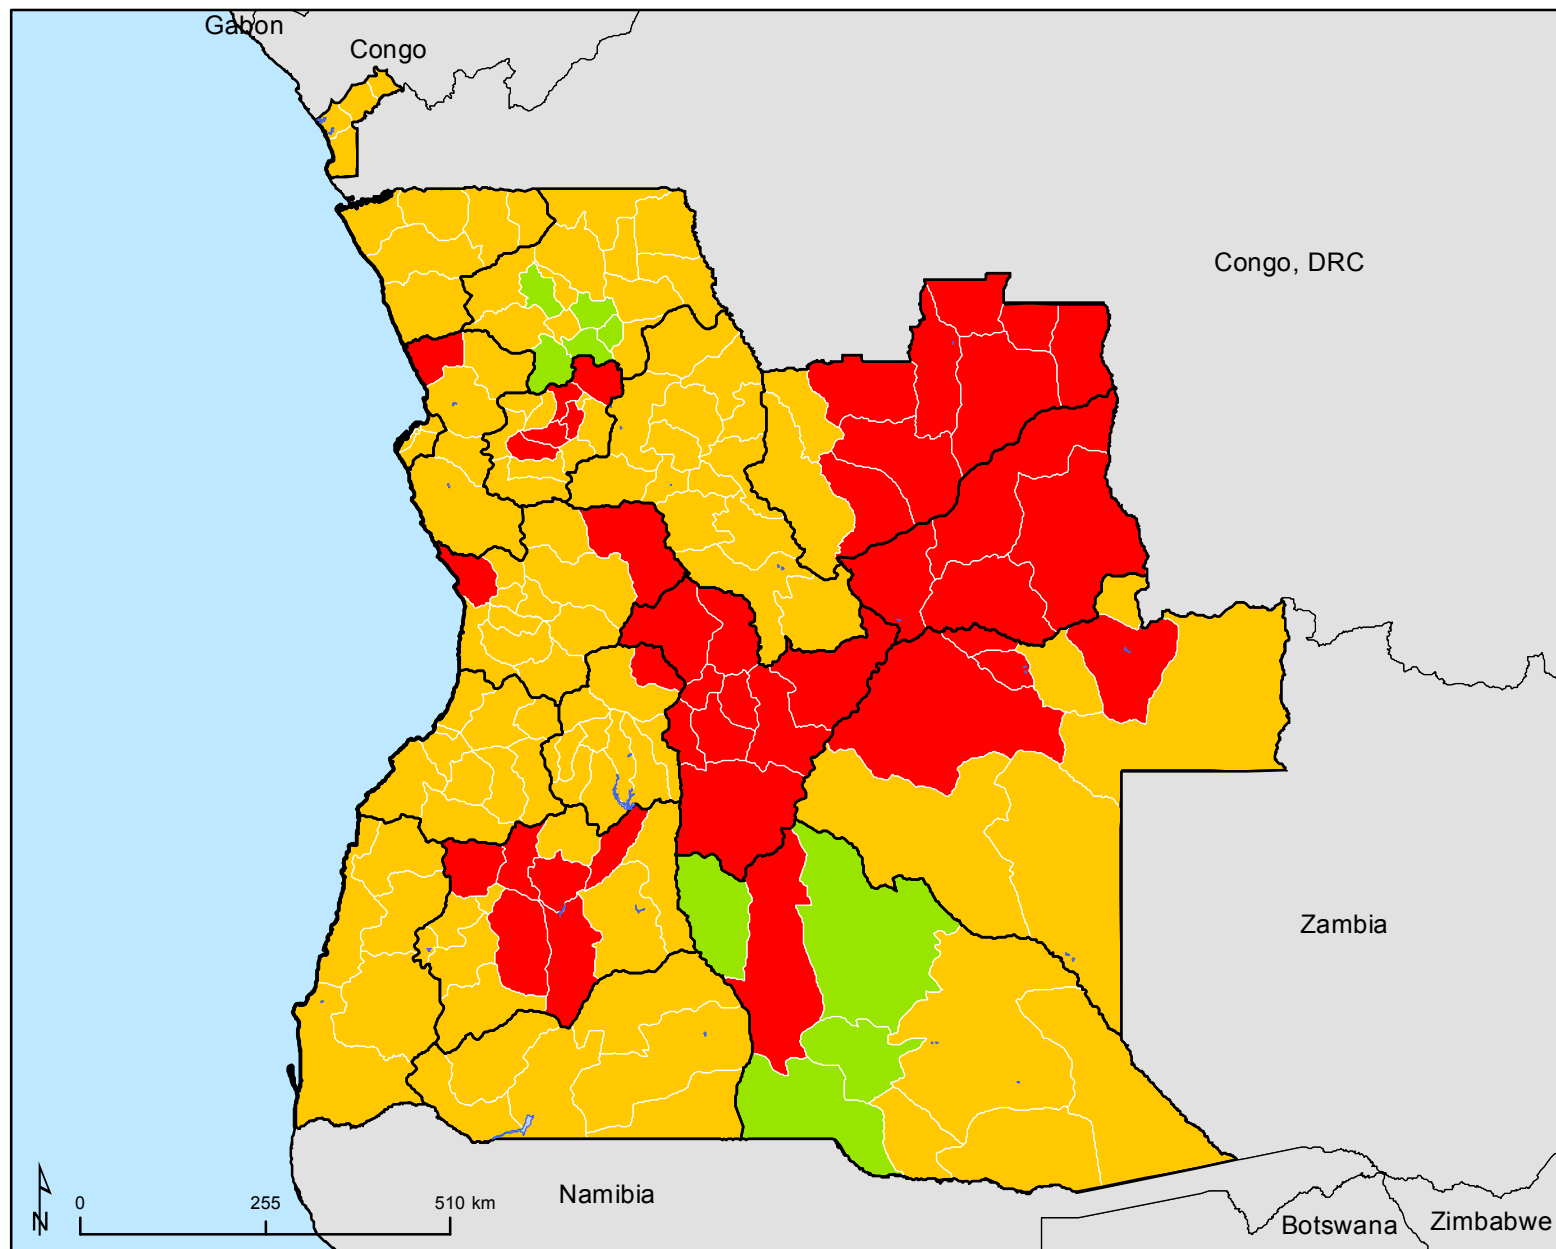 Gabon
Congo
Congo, DRC
Zambia
0 255 510 km
N
Namibia
Botswana
Zimbabwe